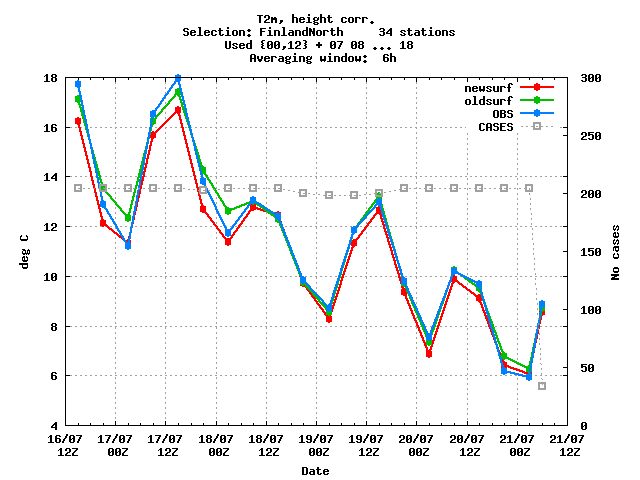 T2m, height corr.
Selection: FinlandNorth     34 stations
Used {00,12} + 07 08 ... 18
Averaging window:  6h
newsurf
oldsurf
OBS
CASES
18
16
14
12
10
8
6
4
deg C
300
250
200
150
100
50
0
No cases
16/07 17/07 17/07 18/07 18/07 19/07 19/07 20/07 20/07 21/07 21/07
12Z 00Z 12Z 00Z 12Z 00Z 12Z 00Z 12Z 00Z 12Z
Date